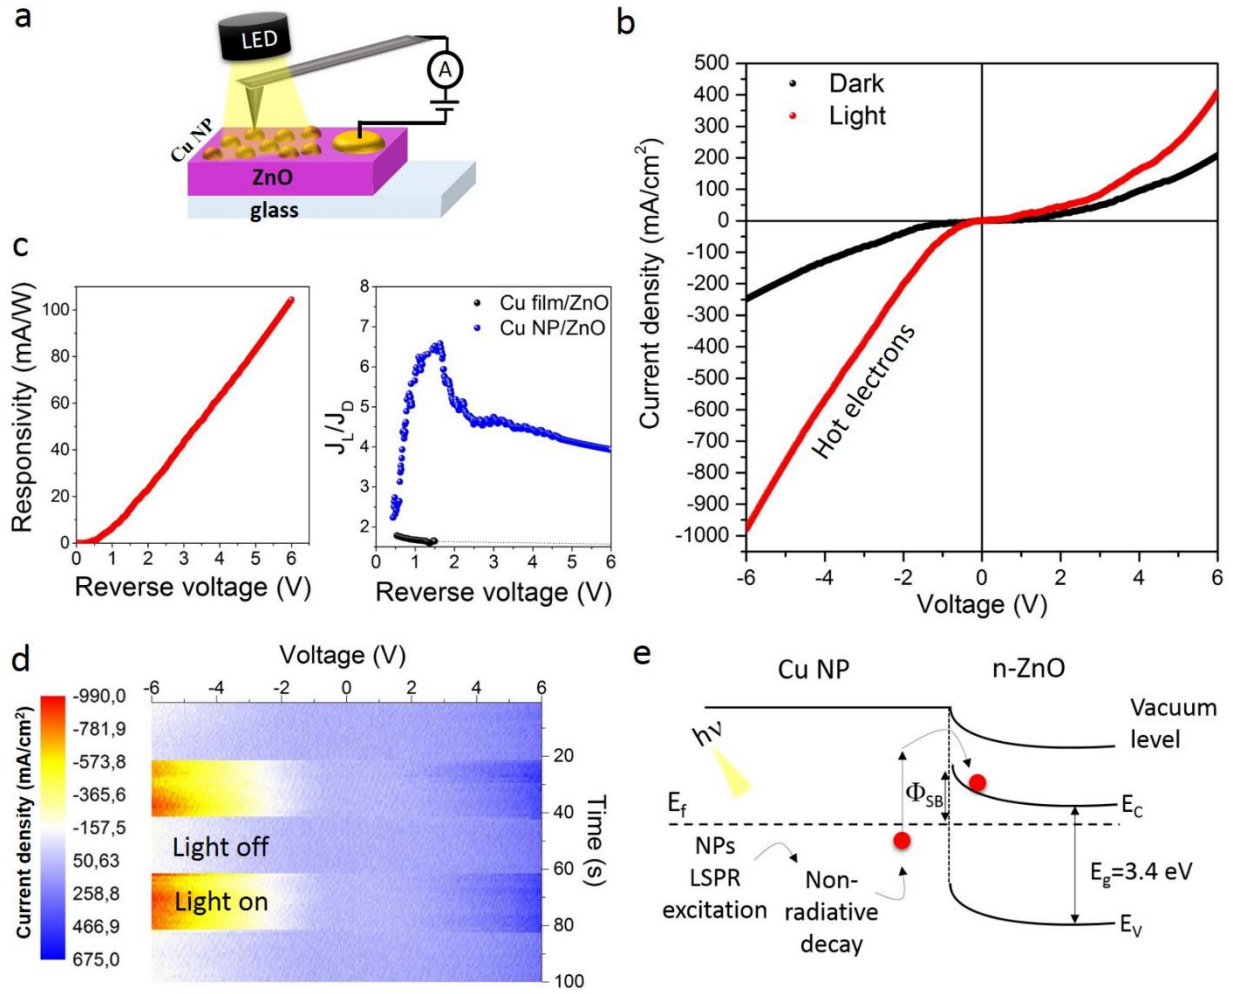 a
LED
A
Cu NP
ZnO
glass
b
Current density (mA/cm²)
500
400
300
200
100
0
-100
-200
-300
-400
-500
-600
-700
-800
-900
-1000
Dark
Light
Hot electrons
-6 -4 -2 0 2 4 6
Voltage (V)
c
Responsivity (mA/W)
100
80
60
40
20
0
0 1 2 3 4 5 6
Reverse voltage (V)
J_L/J_D
8
7
6
5
4
3
2
Cu film/ZnO
Cu NP/ZnO
0 1 2 3 4 5 6
Reverse voltage (V)
d
Voltage (V)
-6 -4 -2 0 2 4 6
Current density (mA/cm²)
-990,0
-781,9
-573,8
-365,6
-157,5
50,63
258,8
466,9
675,0
Light off
Light on
20
40
60
80
100
Time (s)
e
Cu NP
n-ZnO
Vacuum
level
hν
E_f
Φ_SB
E_C
NPs
LSPR
excitation
Non-
radiative
decay
E_g=3.4 eV
E_V